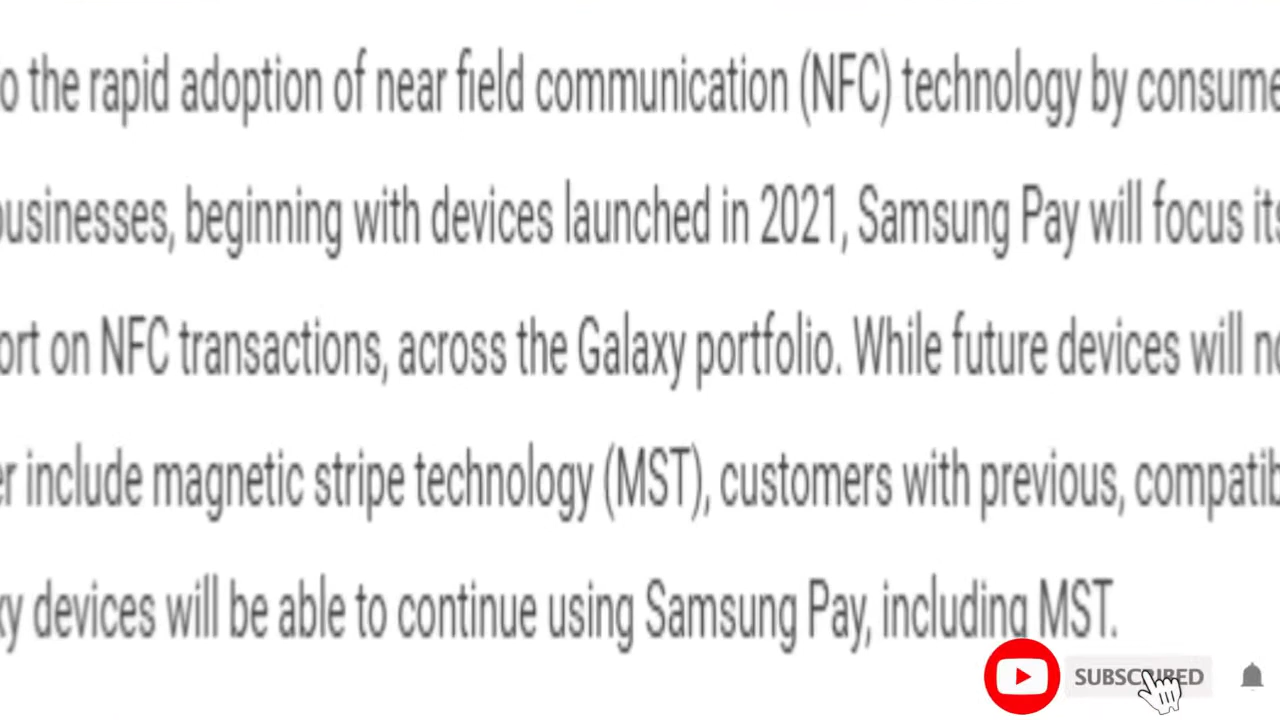 o the rapid adoption of near field communication (NFC) technology by consume
businesses, beginning with devices launched in 2021, Samsung Pay will focus its
ort on NFC transactions, across the Galaxy portfolio. While future devices will no
er include magnetic stripe technology (MST), customers with previous, compatib
xy devices will be able to continue using Samsung Pay, including MST.
SUBSCRIBED